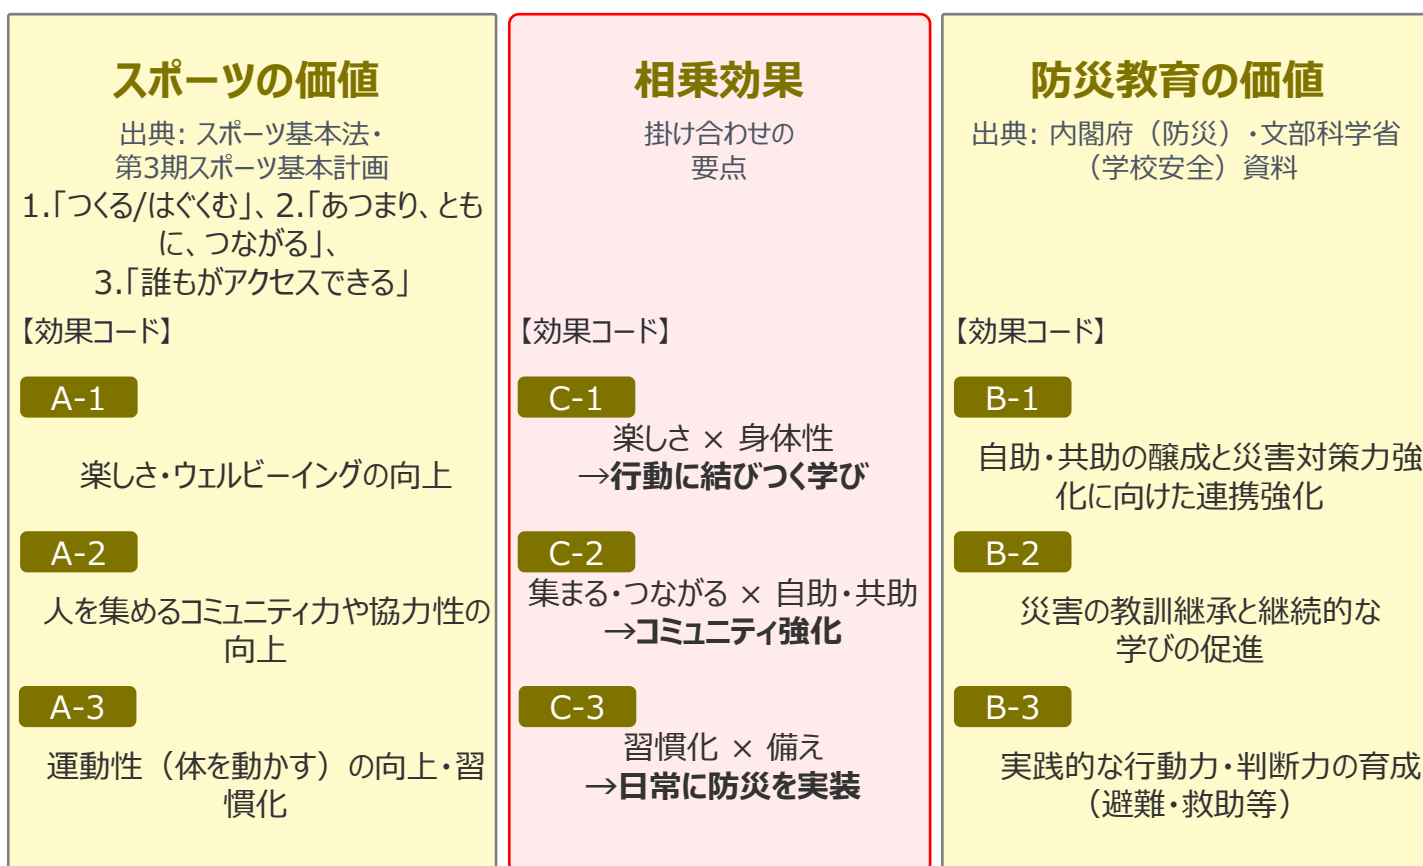 スポーツの価値
出典: スポーツ基本法・
第3期スポーツ基本計画
1.「つくる/はぐくむ」、2.「あつまり、とも
に、つながる」、
3.「誰もがアクセスできる」
【効果コード】
A-1
楽しさ・ウェルビーイングの向上
A-2
人を集めるコミュニティ力や協力性の
向上
A-3
運動性（体を動かす）の向上・習
慣化
相乗効果
掛け合わせの
要点
【効果コード】
C-1
楽しさ × 身体性
→行動に結びつく学び
C-2
集まる・つながる × 自助・共助
→コミュニティ強化
C-3
習慣化 × 備え
→日常に防災を実装
防災教育の価値
出典: 内閣府（防災）・文部科学省
（学校安全）資料
【効果コード】
B-1
自助・共助の醸成と災害対策力強
化に向けた連携強化
B-2
災害の教訓継承と継続的な
学びの促進
B-3
実践的な行動力・判断力の育成
（避難・救助等）